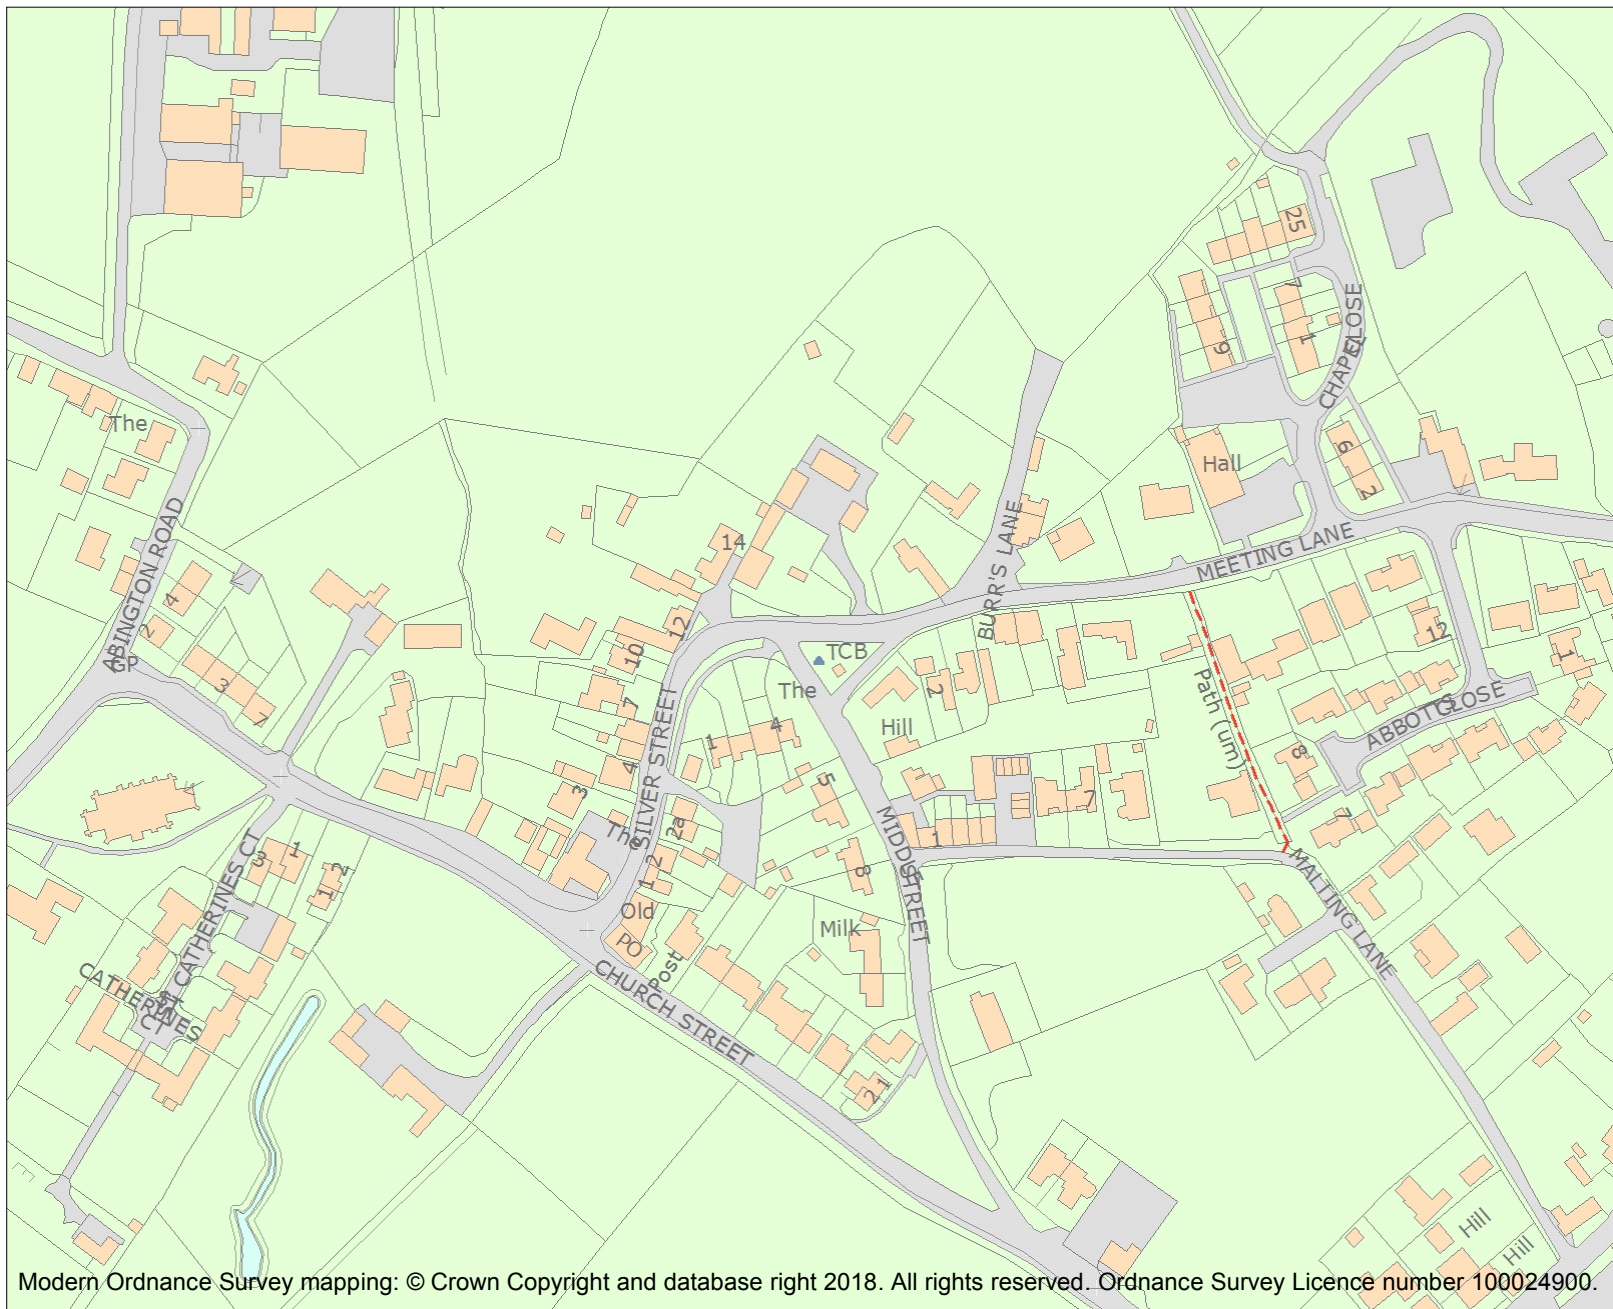 25
7
1
9
CHAPEL
CLOSE
The
Hall
6
2
ABINGTON ROAD
14
BURR'S LANE
MEETING LANE
4
2
GP
12
10
TCB
The
12
1
3
7
7
SILVER STREET
1
4
2
Hill
Path (um)
ABBOTTS
CLOSE
8
4
3
5
7
7
The
2a
MIDDLE
STREET
1
MALTING LANE
3
1
2
1
1
2
8
ST CATHERINES CT
Old
PO
Post
Milk
CATHERINES
CT
CHURCH STREET
2
1
Hill
Hill
Modern Ordnance Survey mapping: © Crown Copyright and database right 2018. All rights reserved. Ordnance Survey Licence number 100024900.